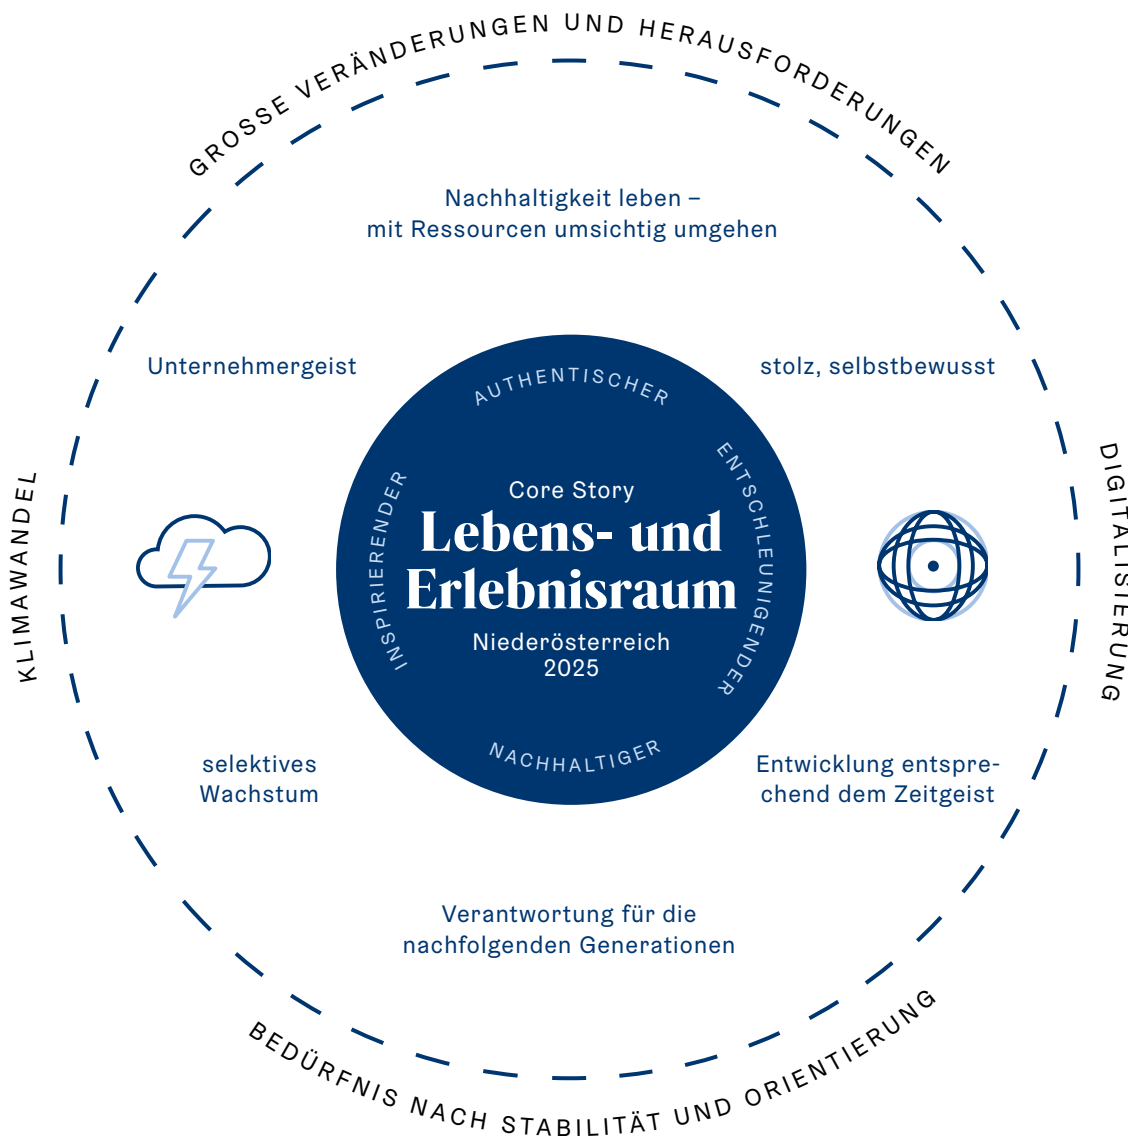 GROSSE VERÄNDERUNGEN UND HERAUSFORDERUNGEN
Nachhaltigkeit leben –
mit Ressourcen umsichtig umgehen
Unternehmergeist
stolz, selbstbewusst
AUTHENTISCHER
KLIMAWANDEL
INSPIRIERENDER
Core Story
Lebens- und
Erlebnisraum
Niederösterreich
2025
ENTSCHLEUNIGENDER
DIGITALISIERUNG
NACHHALTIGER
selektives
Wachstum
Entwicklung entspre-
chend dem Zeitgeist
Verantwortung für die
nachfolgenden Generationen
BEDÜRFNIS NACH STABILITÄT UND ORIENTIERUNG